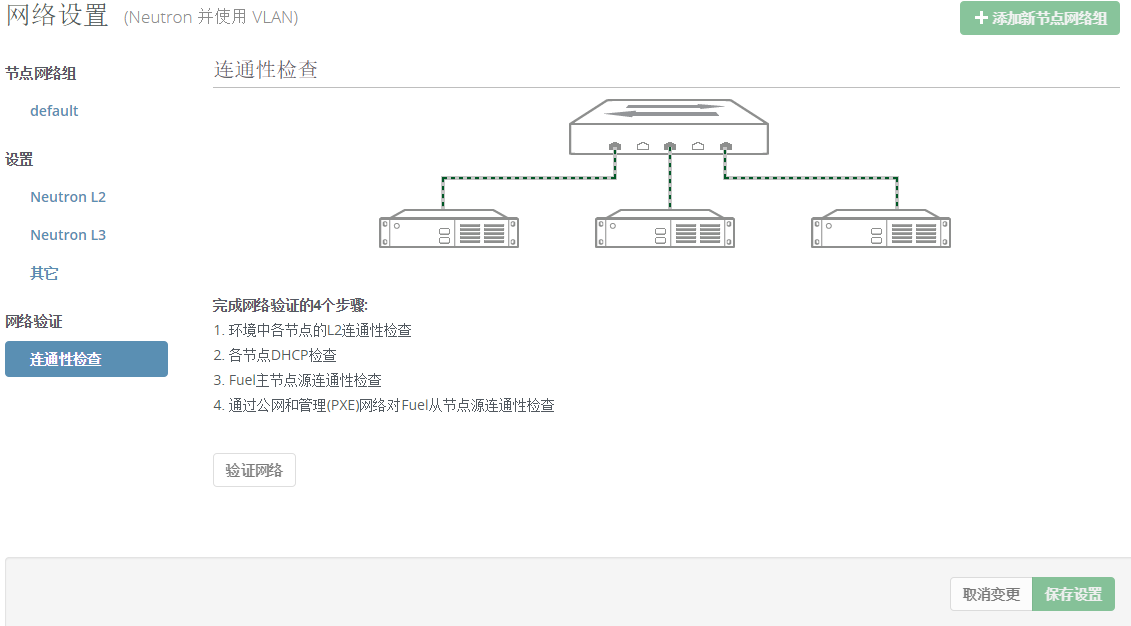 网络设置 (Neutron 并使用 VLAN)
添加新节点网络组
节点网络组
default
设置
Neutron L2
Neutron L3
其它
网络验证
连通性检查
连通性检查
完成网络验证的4个步骤:
1. 环境中各节点的L2连通性检查
2. 各节点DHCP检查
3. Fuel主节点源连通性检查
4. 通过公网和管理(PXE)网络对Fuel从节点源连通性检查
验证网络
取消变更
保存设置